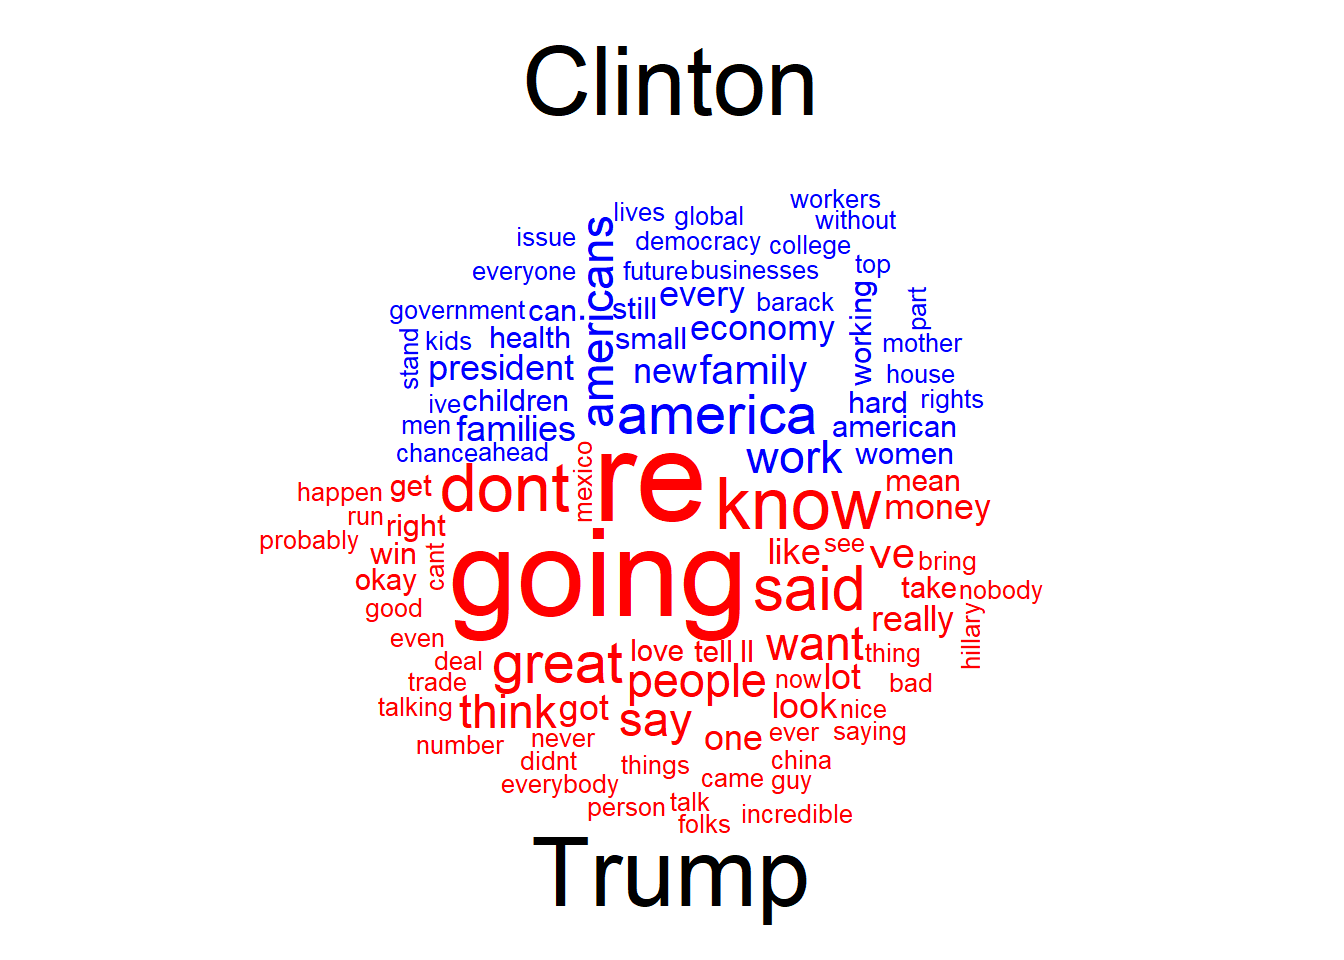 Clinton
workers
lives global without
issue americans democracy college
everyone future businesses top
government can still every barack working part
stand kids health small economy mother
president new family house
ive children america hard rights
men families american
chance ahead work women
happen get dont mexico re know mean
run right money
probably win cant going like see ve bring
okay said take nobody
good really hillary
even love tell ll want thing
deal great people now lot bad
trade
talking think got say look nice
number never one ever saying
didnt things china
everybody came guy
person talk incredible
folks
Trump